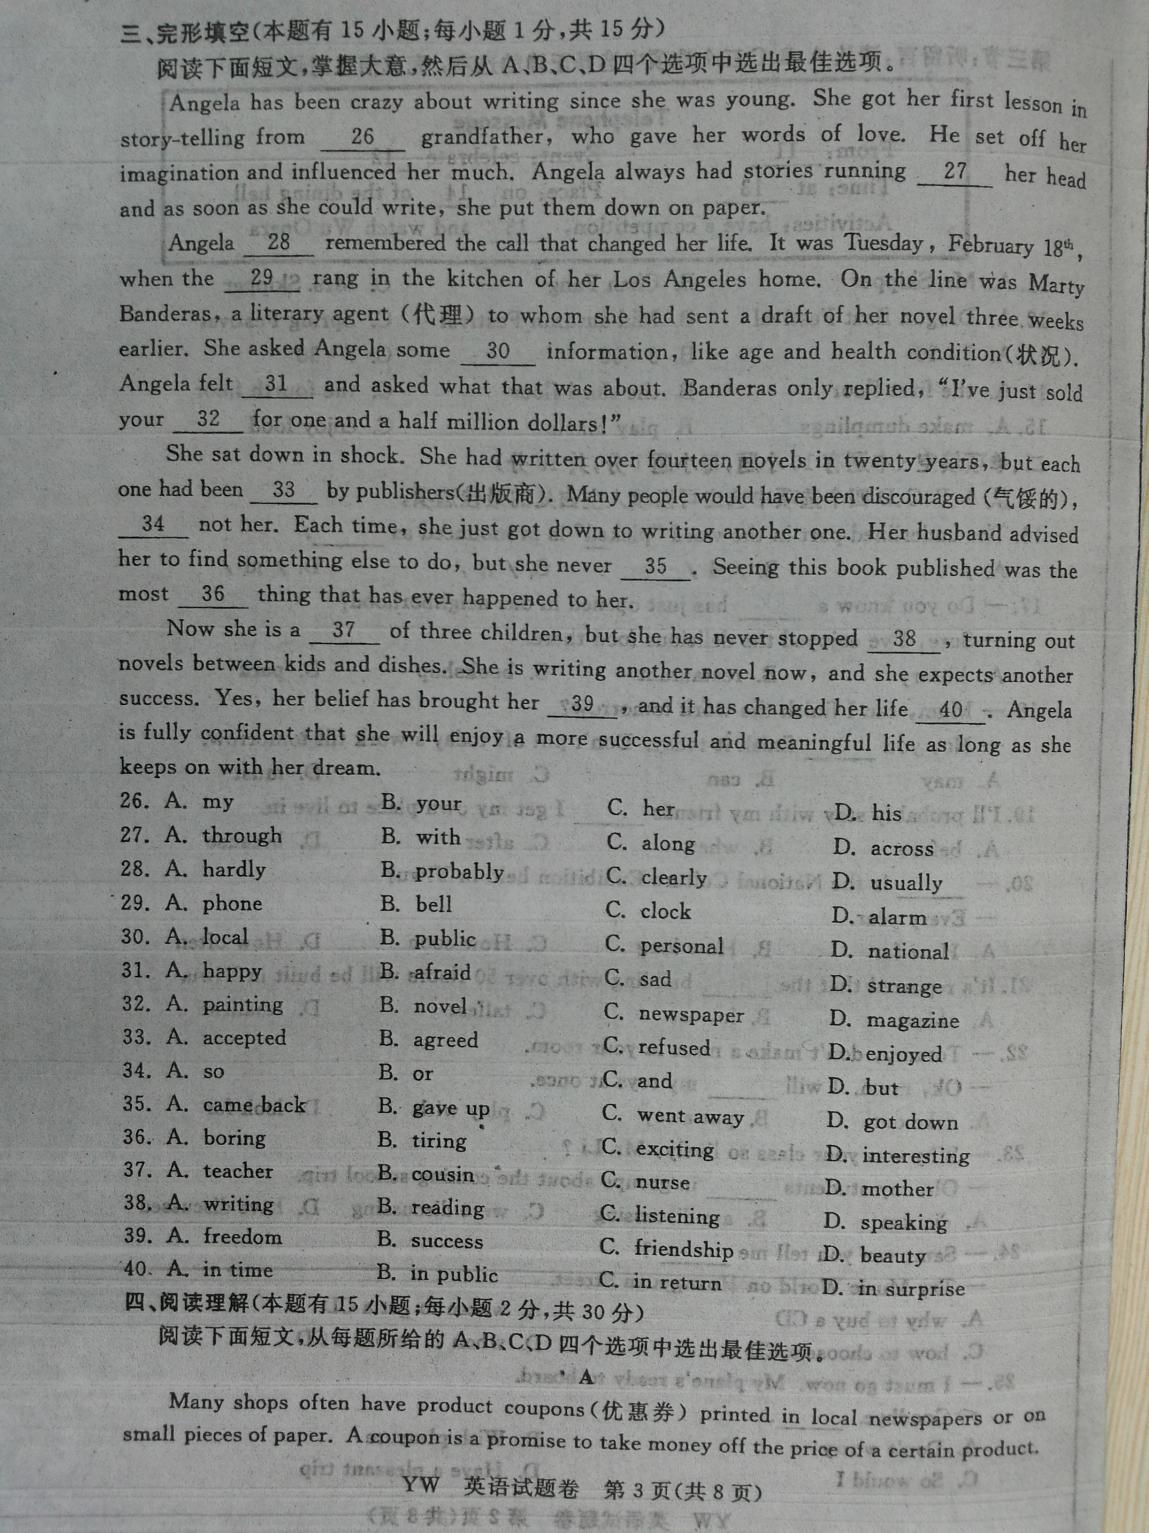 三、完形填空(本题有 15 小题;每小题 1 分,共 15 分)
阅读下面短文,掌握大意,然后从 A、B、C、D 四个选项中选出最佳选项。
Angela has been crazy about writing since she was young. She got her first lesson in
story-telling from 26 grandfather, who gave her words of love. He set off her
imagination and influenced her much. Angela always had stories running 27 her head
and as soon as she could write, she put them down on paper.
Angela 28 remembered the call that changed her life. It was Tuesday, February 18th,
when the 29 rang in the kitchen of her Los Angeles home. On the line was Marty
Banderas, a literary agent (代理) to whom she had sent a draft of her novel three weeks
earlier. She asked Angela some 30 information, like age and health condition(状况).
Angela felt 31 and asked what that was about. Banderas only replied, “I've just sold
your 32 for one and a half million dollars!”
She sat down in shock. She had written over fourteen novels in twenty years, but each
one had been 33 by publishers(出版商). Many people would have been discouraged (气馁的),
34 not her. Each time, she just got down to writing another one. Her husband advised
her to find something else to do, but she never 35 . Seeing this book published was the
most 36 thing that has ever happened to her.
Now she is a 37 of three children, but she has never stopped 38 , turning out
novels between kids and dishes. She is writing another novel now, and she expects another
success. Yes, her belief has brought her 39 , and it has changed her life 40 . Angela
is fully confident that she will enjoy a more successful and meaningful life as long as she
keeps on with her dream.
26. A. my B. your C. her D. his
27. A. through B. with C. along D. across
28. A. hardly B. probably C. clearly D. usually
29. A. phone B. bell C. clock D. alarm
30. A. local B. public C. personal D. national
31. A. happy B. afraid C. sad D. strange
32. A. painting B. novel C. newspaper D. magazine
33. A. accepted B. agreed C. refused D. enjoyed
34. A. so B. or C. and D. but
35. A. came back B. gave up C. went away D. got down
36. A. boring B. tiring C. exciting D. interesting
37. A. teacher B. cousin C. nurse D. mother
38. A. writing B. reading C. listening D. speaking
39. A. freedom B. success C. friendship D. beauty
40. A. in time B. in public C. in return D. in surprise
四、阅读理解(本题有 15 小题;每小题 2 分,共 30 分)
阅读下面短文,从每题所给的 A、B、C、D 四个选项中选出最佳选项。
A
Many shops often have product coupons(优惠券) printed in local newspapers or on
small pieces of paper. A coupon is a promise to take money off the price of a certain product.
YW 英语试题卷 第 3 页(共 8 页)